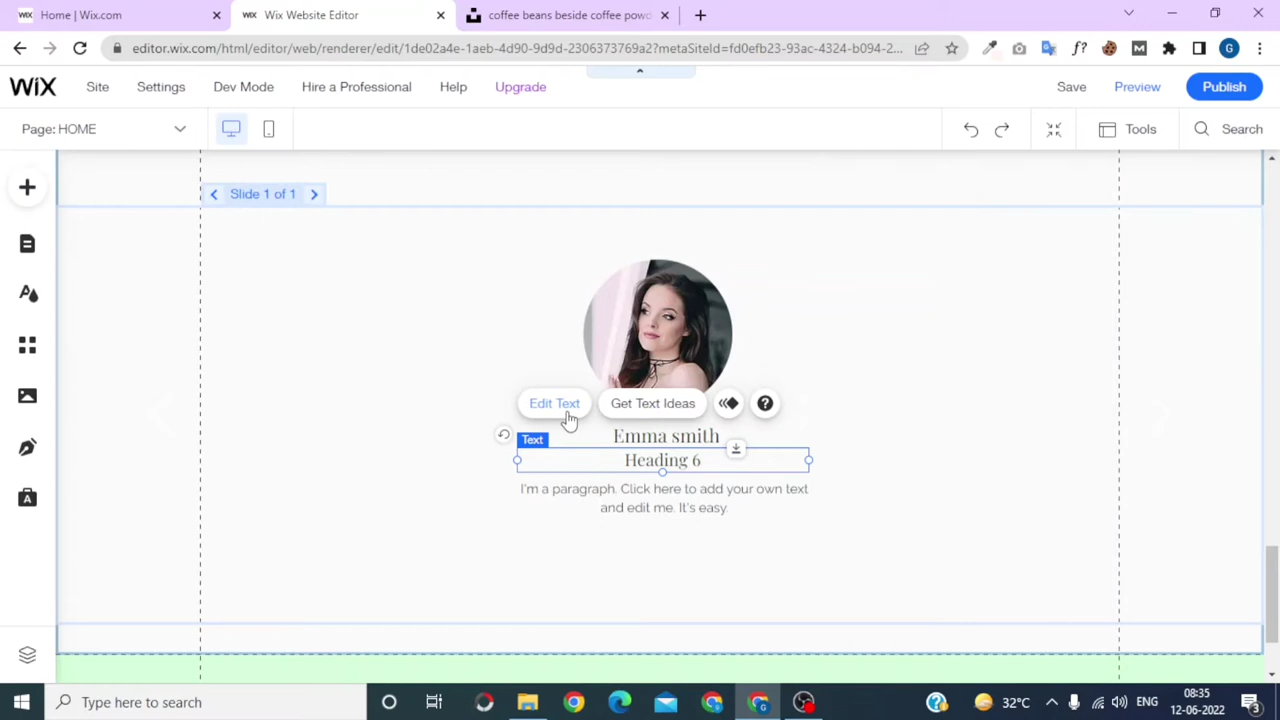 Home | Wix.com
Wix Website Editor
coffee beans beside coffee powd
editor.wix.com/html/editor/web/renderer/edit/1de02a4e-1aeb-4d90-9d9d-2306373769a2?metaSiteId=fd0efb23-93ac-4324-b094-2...
WiX Site Settings Dev Mode Hire a Professional Help Upgrade Save Preview Publish
Page: HOME Tools Search
Slide 1 of 1
Edit Text Get Text Ideas
Text
Emma smith
Heading 6
I'm a paragraph. Click here to add your own text
and edit me. It's easy.
Type here to search
32°C ENG
08:35
12-06-2022
3